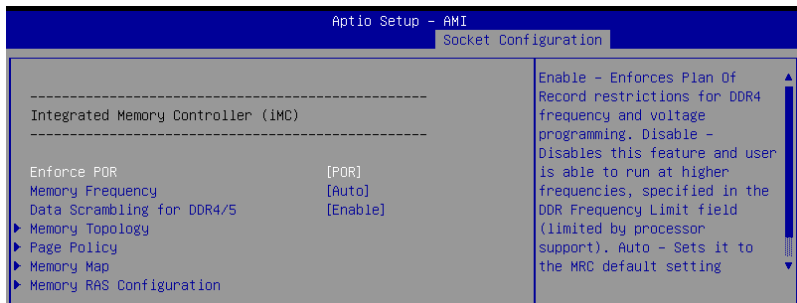 Aptio Setup – AMI
Socket Configuration
------------------------------------------------
Integrated Memory Controller (iMC)
------------------------------------------------
Enforce POR [POR]
Memory Frequency [Auto]
Data Scrambling for DDR4/5 [Enable]
Memory Topology
Page Policy
Memory Map
Memory RAS Configuration
Enable – Enforces Plan Of
Record restrictions for DDR4
frequency and voltage
programming. Disable –
Disables this feature and user
is able to run at higher
frequencies, specified in the
DDR Frequency Limit field
(limited by processor
support). Auto – Sets it to
the MRC default setting